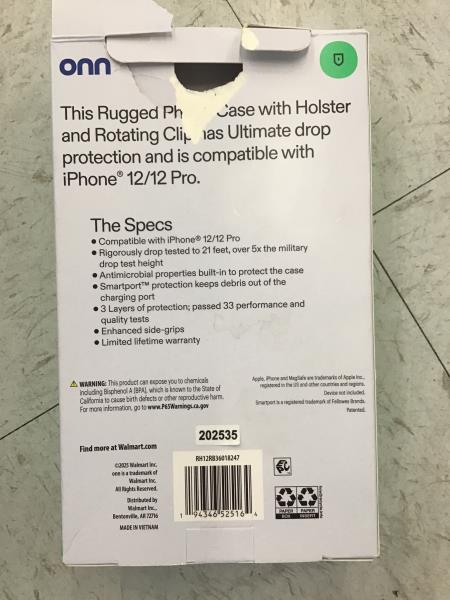 onn
This Rugged Ph Case with Holster
and Rotating Clip has Ultimate drop
protection and is compatible with
iPhone® 12/12 Pro.
The Specs
• Compatible with iPhone® 12/12 Pro
• Rigorously drop tested to 21 feet, over 5x the military
drop test height
• Antimicrobial properties built-in to protect the case
• Smartport™ protection keeps debris out of the
charging port
• 3 Layers of protection; passed 33 performance and
quality tests
• Enhanced side-grips
• Limited lifetime warranty
WARNING: This product can expose you to chemicals
including Bisphenol A (BPA), which is known to the State of
California to cause birth defects or other reproductive harm.
For more information, go to www.P65Warnings.ca.gov
Apple, iPhone and MagSafe are trademarks of Apple Inc.,
registered in the US and other countries and regions.
Device not included.
Smartport is a registered trademark of Fellowes Brands.
Patented.
202535
Find more at Walmart.com
RH12RB36018247
©2025 Walmart Inc.
onn is a trademark of
Walmart Inc.
All Rights Reserved.
Distributed by
Walmart Inc.,
Bentonville, AR 72716
MADE IN VIETNAM
1 94346 52516 4
PAPER BOX
PAPER INSERT